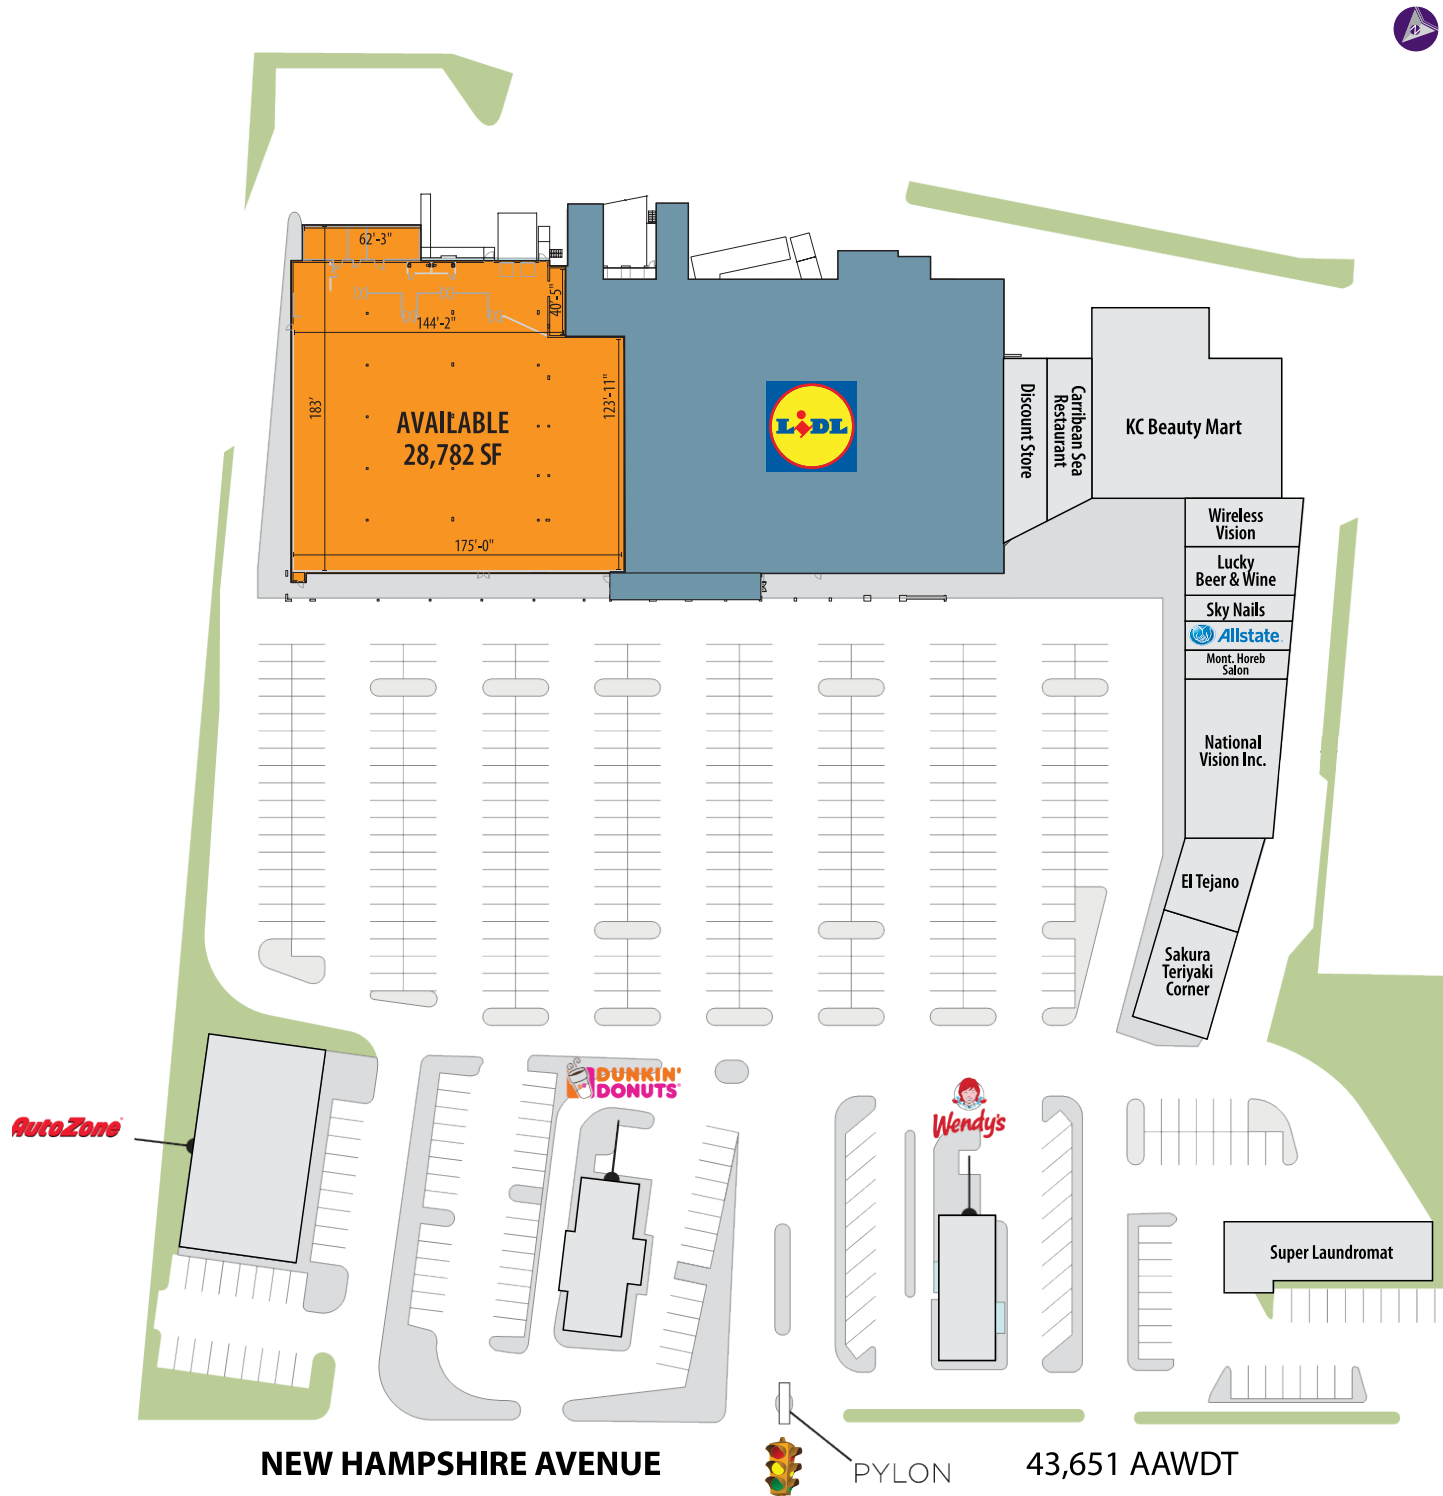 62'-3"
40'-5"
144'-2"
183'
123'-11"
AVAILABLE
28,782 SF
175'-0"
LIDL
Discount Store
Carribean Sea
Restaurant
KC Beauty Mart
Wireless
Vision
Lucky
Beer & Wine
Sky Nails
Allstate
Mont. Horeb
Salon
National
Vision Inc.
El Tejano
Sakura
Teriyaki
Corner
AutoZone
DUNKIN'
DONUTS
Wendy's
Super Laundromat
NEW HAMPSHIRE AVENUE
PYLON
43,651 AAWDT